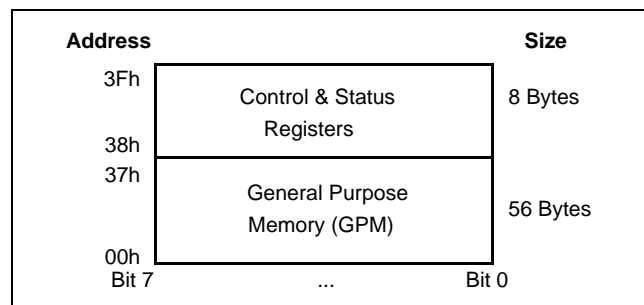 Address Size
3Fh
Control & Status 8 Bytes
Registers
38h
37h
General Purpose
Memory (GPM) 56 Bytes
00h
Bit 7 ... Bit 0